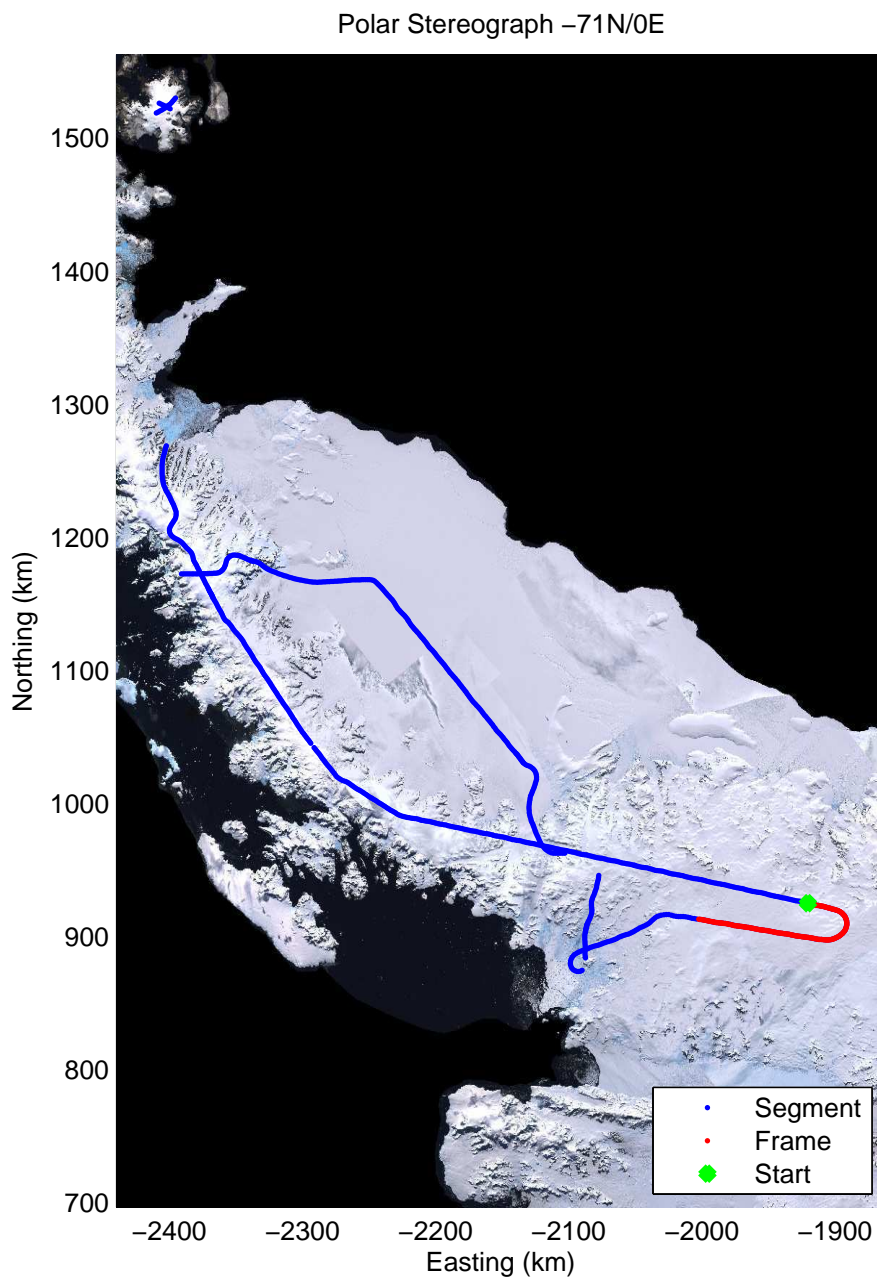 Polar Stereograph −71N/0E
1500
1400
1300
1200
1100
1000
900
800
700
Northing (km)
−2400 −2300 −2200 −2100 −2000 −1900
Easting (km)
Segment
Frame
Start